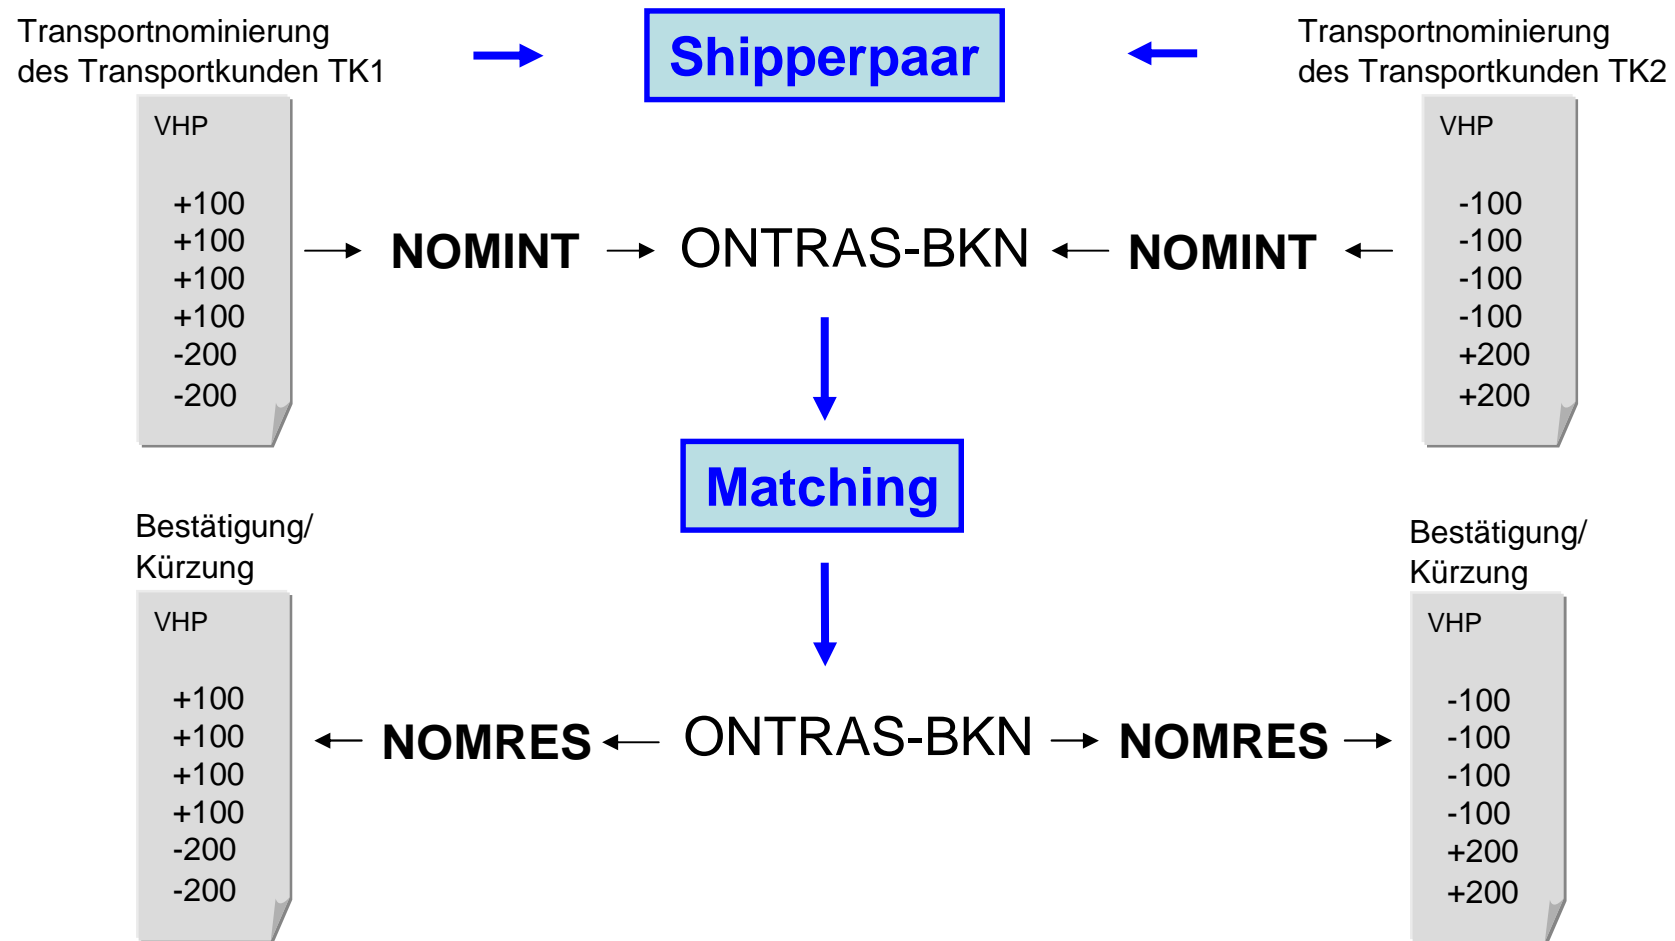 Transportnominierung
des Transportkunden TK1
Shipperpaar
Transportnominierung
des Transportkunden TK2
VHP
+100
+100
+100
+100
-200
-200
NOMINT
ONTRAS-BKN
NOMINT
VHP
-100
-100
-100
-100
+200
+200
Matching
Bestätigung/
Kürzung
VHP
+100
+100
+100
+100
-200
-200
NOMRES
ONTRAS-BKN
NOMRES
Bestätigung/
Kürzung
VHP
-100
-100
-100
-100
+200
+200